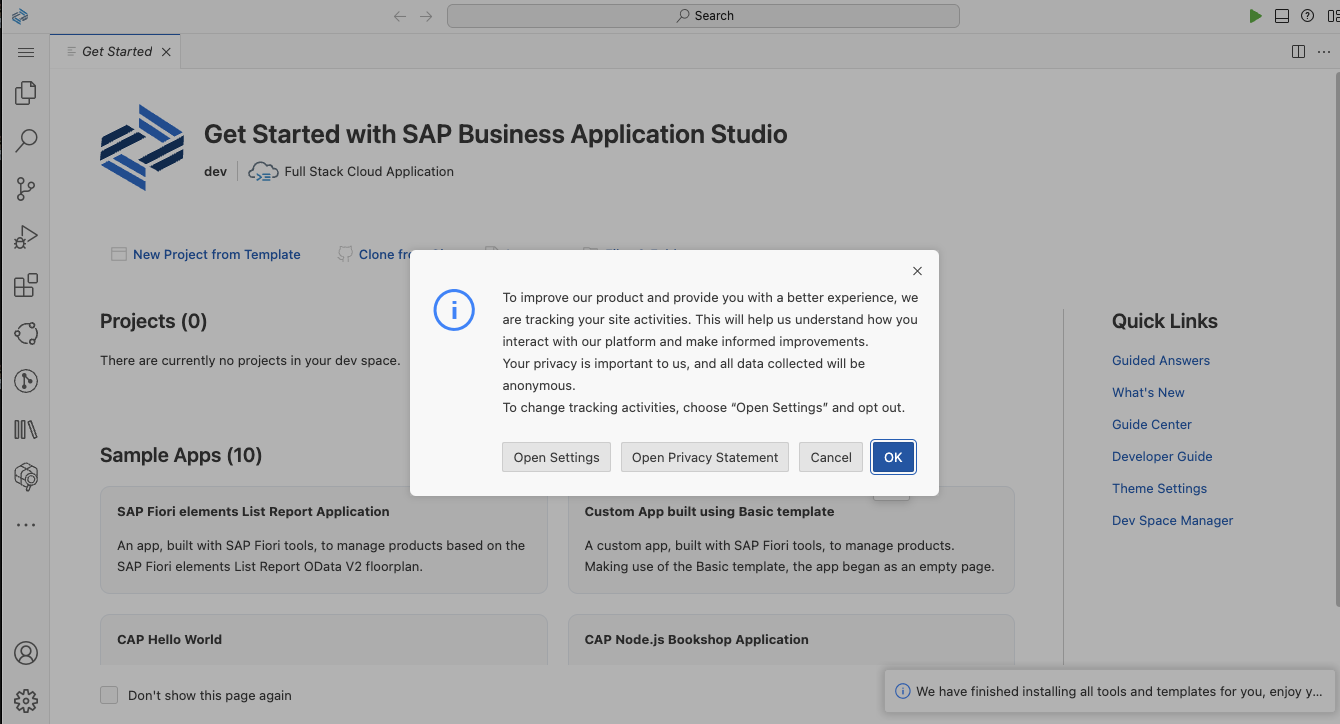 Search
Get Started
Get Started with SAP Business Application Studio
dev
Full Stack Cloud Application
New Project from Template
Clone
To improve our product and provide you with a better experience, we
are tracking your site activities. This will help us understand how you
interact with our platform and make informed improvements.
Your privacy is important to us, and all data collected will be
anonymous.
To change tracking activities, choose “Open Settings” and opt out.
Open Settings
Open Privacy Statement
Cancel
OK
Projects (0)
There are currently no projects in your dev space.
Sample Apps (10)
SAP Fiori elements List Report Application
An app, built with SAP Fiori tools, to manage products based on the
SAP Fiori elements List Report OData V2 floorplan.
Custom App built using Basic template
A custom app, built with SAP Fiori tools, to manage products.
Making use of the Basic template, the app began as an empty page.
CAP Hello World
CAP Node.js Bookshop Application
Quick Links
Guided Answers
What's New
Guide Center
Developer Guide
Theme Settings
Dev Space Manager
Don't show this page again
We have finished installing all tools and templates for you, enjoy y...